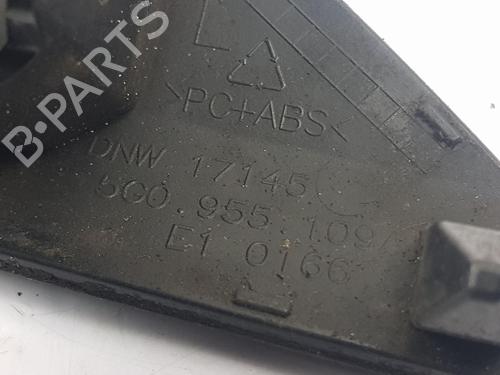 L
>PC+ABS<
DNW 17145
5G0.955.109
E1 0166
B-PARTS